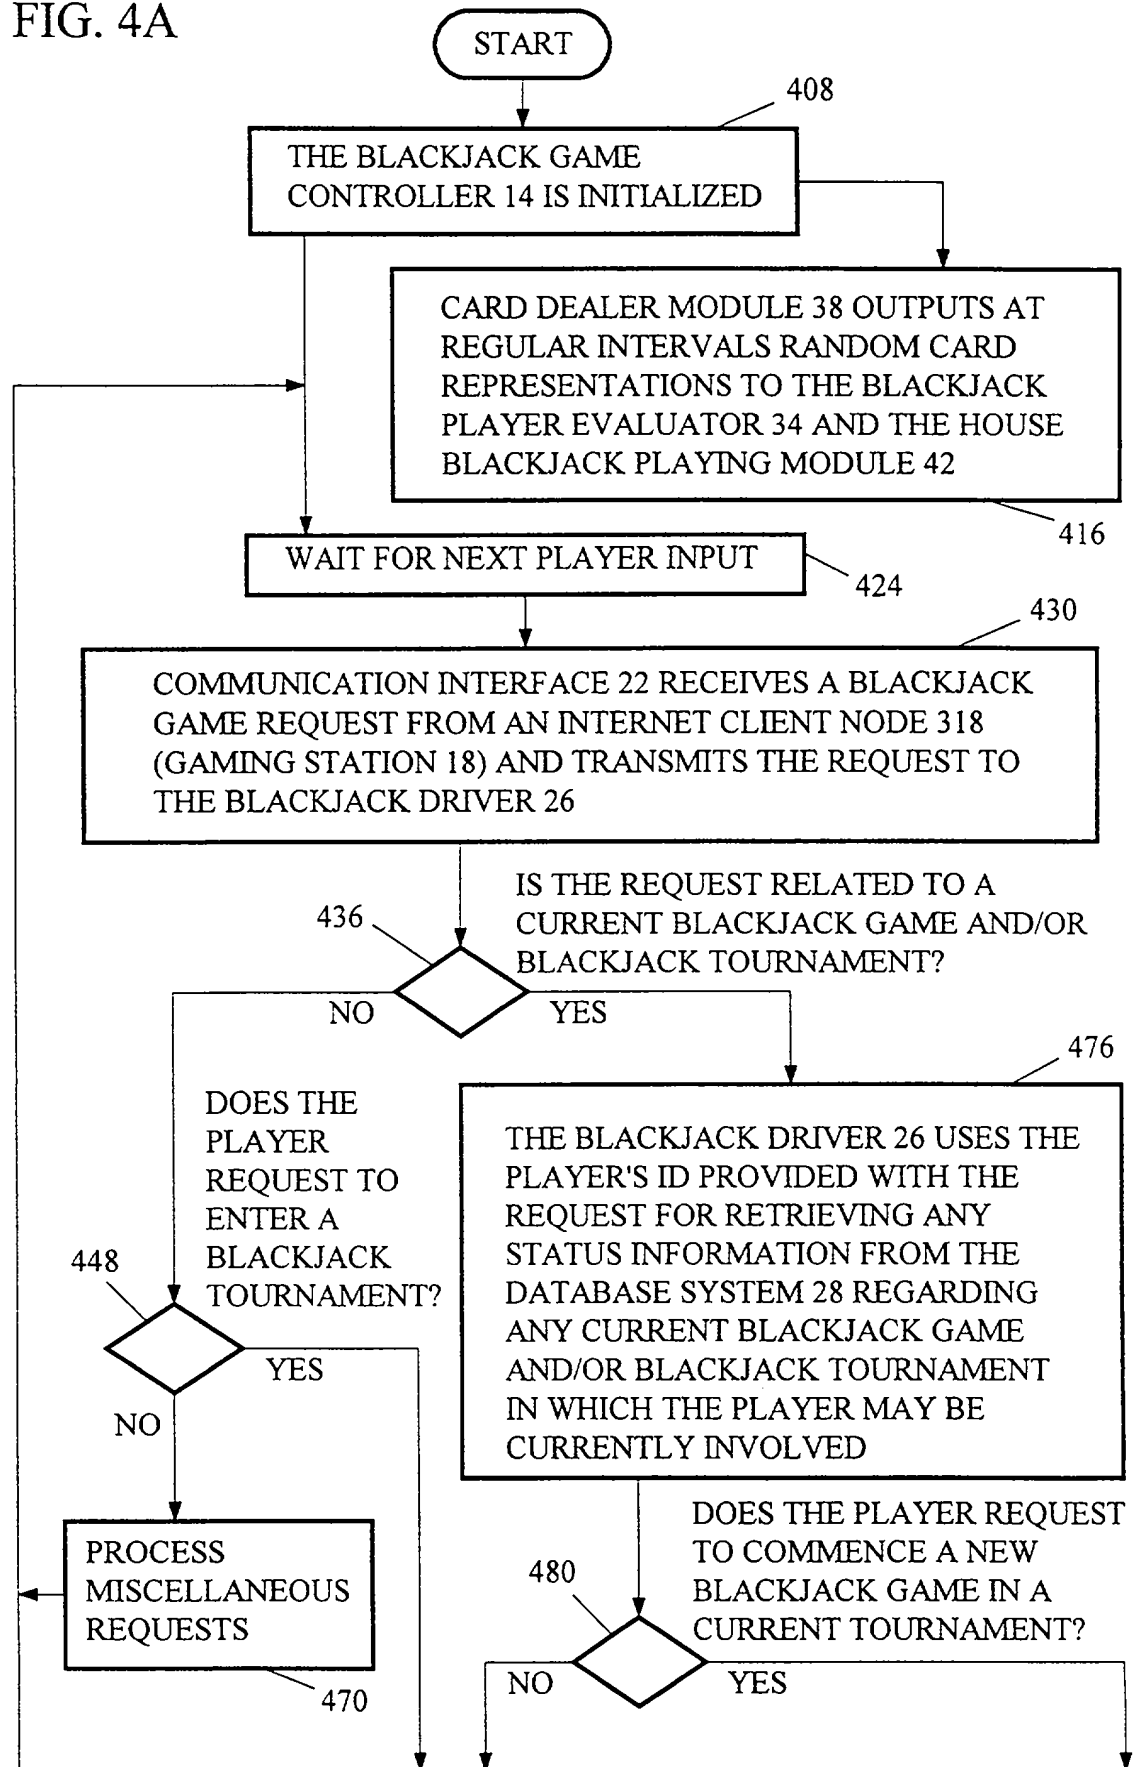 FIG. 4A
START
408
THE BLACKJACK GAME
CONTROLLER 14 IS INITIALIZED
CARD DEALER MODULE 38 OUTPUTS AT
REGULAR INTERVALS RANDOM CARD
REPRESENTATIONS TO THE BLACKJACK
PLAYER EVALUATOR 34 AND THE HOUSE
BLACKJACK PLAYING MODULE 42
416
WAIT FOR NEXT PLAYER INPUT
424
430
COMMUNICATION INTERFACE 22 RECEIVES A BLACKJACK
GAME REQUEST FROM AN INTERNET CLIENT NODE 318
(GAMING STATION 18) AND TRANSMITS THE REQUEST TO
THE BLACKJACK DRIVER 26
IS THE REQUEST RELATED TO A
CURRENT BLACKJACK GAME AND/OR
BLACKJACK TOURNAMENT?
436
NO
YES
476
DOES THE
PLAYER
REQUEST TO
ENTER A
BLACKJACK
TOURNAMENT?
448
YES
NO
THE BLACKJACK DRIVER 26 USES THE
PLAYER'S ID PROVIDED WITH THE
REQUEST FOR RETRIEVING ANY
STATUS INFORMATION FROM THE
DATABASE SYSTEM 28 REGARDING
ANY CURRENT BLACKJACK GAME
AND/OR BLACKJACK TOURNAMENT
IN WHICH THE PLAYER MAY BE
CURRENTLY INVOLVED
PROCESS
MISCELLANEOUS
REQUESTS
470
DOES THE PLAYER REQUEST
TO COMMENCE A NEW
BLACKJACK GAME IN A
CURRENT TOURNAMENT?
480
NO
YES